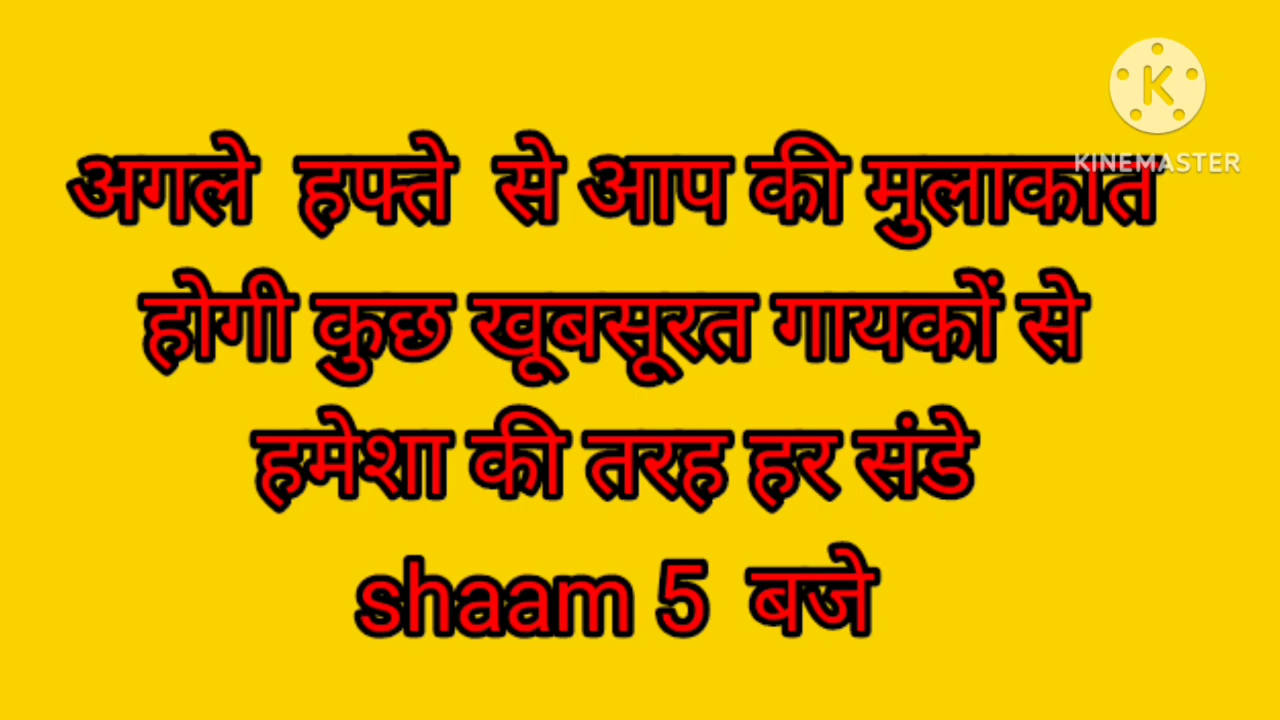 K
KINEMASTER
अगले हफ्ते से आप की मुलाकात
होगी कुछ खूबसूरत गायकों से
हमेशा की तरह हर संडे
shaam 5 बजे